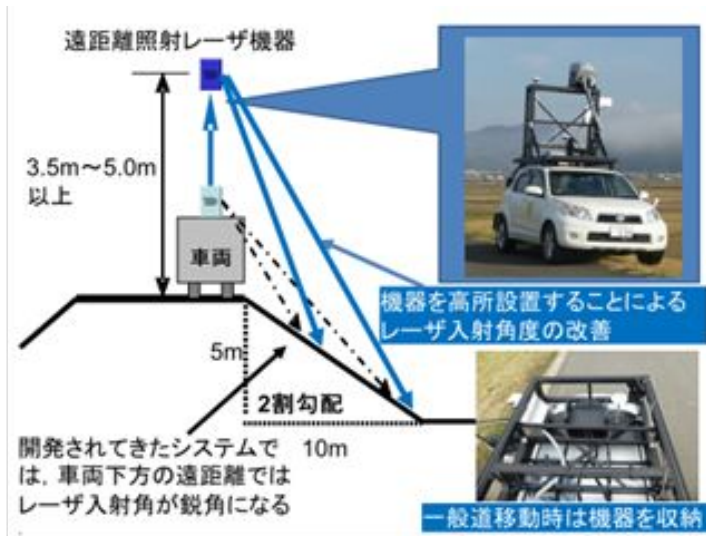 遠距離照射レーザ機器
3.5m～5.0m
以上
車両
機器を高所設置することによる
レーザ入射角度の改善
5m
2割勾配
10m
開発されてきたシステムで
は，車両下方の遠距離では
レーザ入射角が鋭角になる
一般道移動時は機器を収納